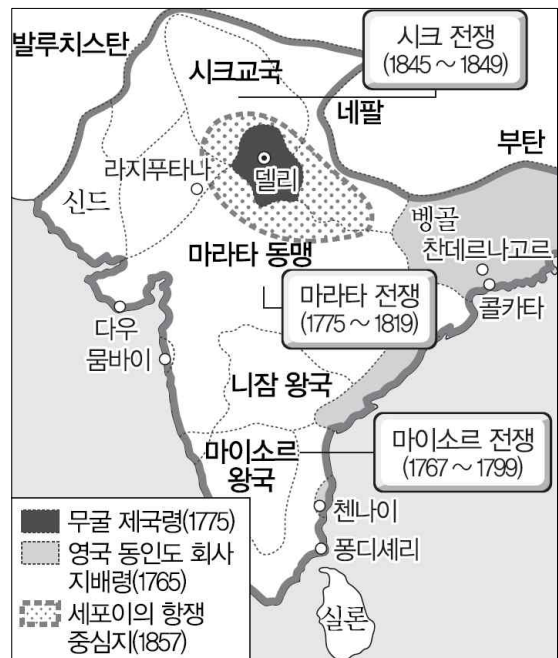 발루치스탄
시크 전쟁
(1845 ~ 1849)
시크교국
네팔
부탄
라지푸타나
델리
신드
벵골
찬데르나고르
마라타 동맹
콜카타
마라타 전쟁
(1775 ~ 1819)
다우
뭄바이
니잠 왕국
마이소르 전쟁
(1767 ~ 1799)
마이소르
왕국
첸나이
퐁디셰리
실론
무굴 제국령(1775)
영국 동인도 회사
지배령(1765)
세포이의 항쟁
중심지(1857)